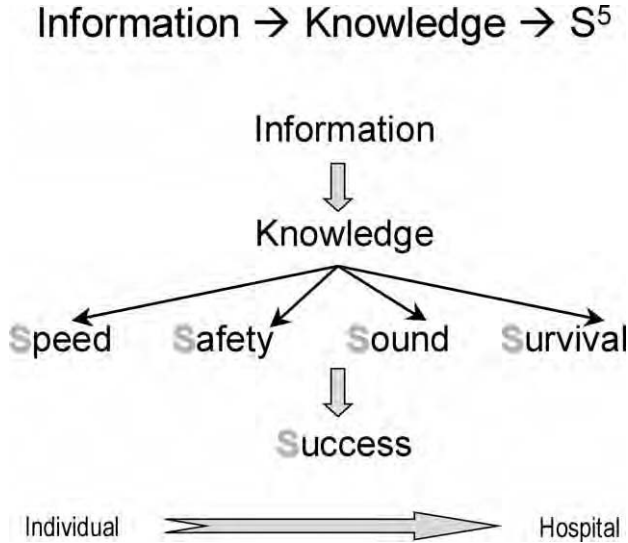 Information → Knowledge → S⁵
Information
Knowledge
Speed Safety Sound Survival
Success
Individual Hospital